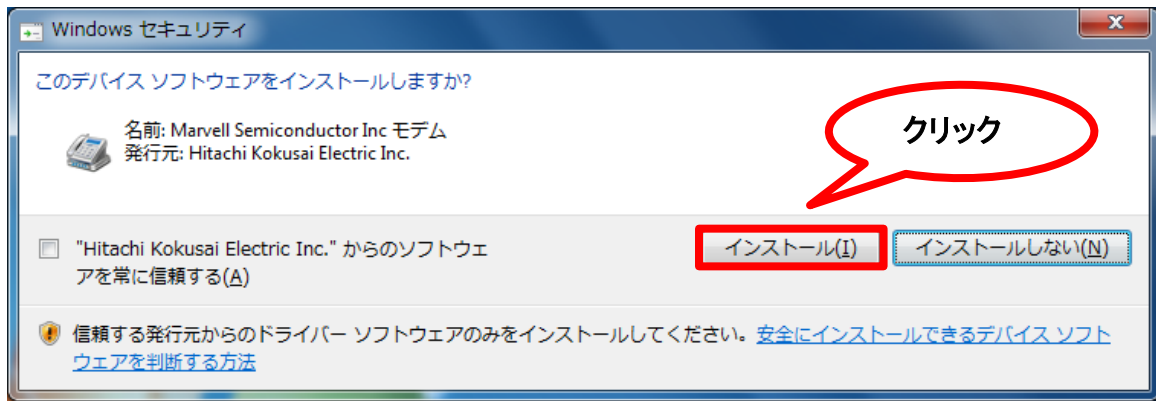 Windows セキュリティ
このデバイス ソフトウェアをインストールしますか?
名前: Marvell Semiconductor Inc モデム
発行元: Hitachi Kokusai Electric Inc.
クリック
"Hitachi Kokusai Electric Inc." からのソフトウェ
アを常に信頼する(A)
インストール(I)
インストールしない(N)
信頼する発行元からのドライバー ソフトウェアのみをインストールしてください。安全にインストールできるデバイス ソフト
ウェアを判断する方法